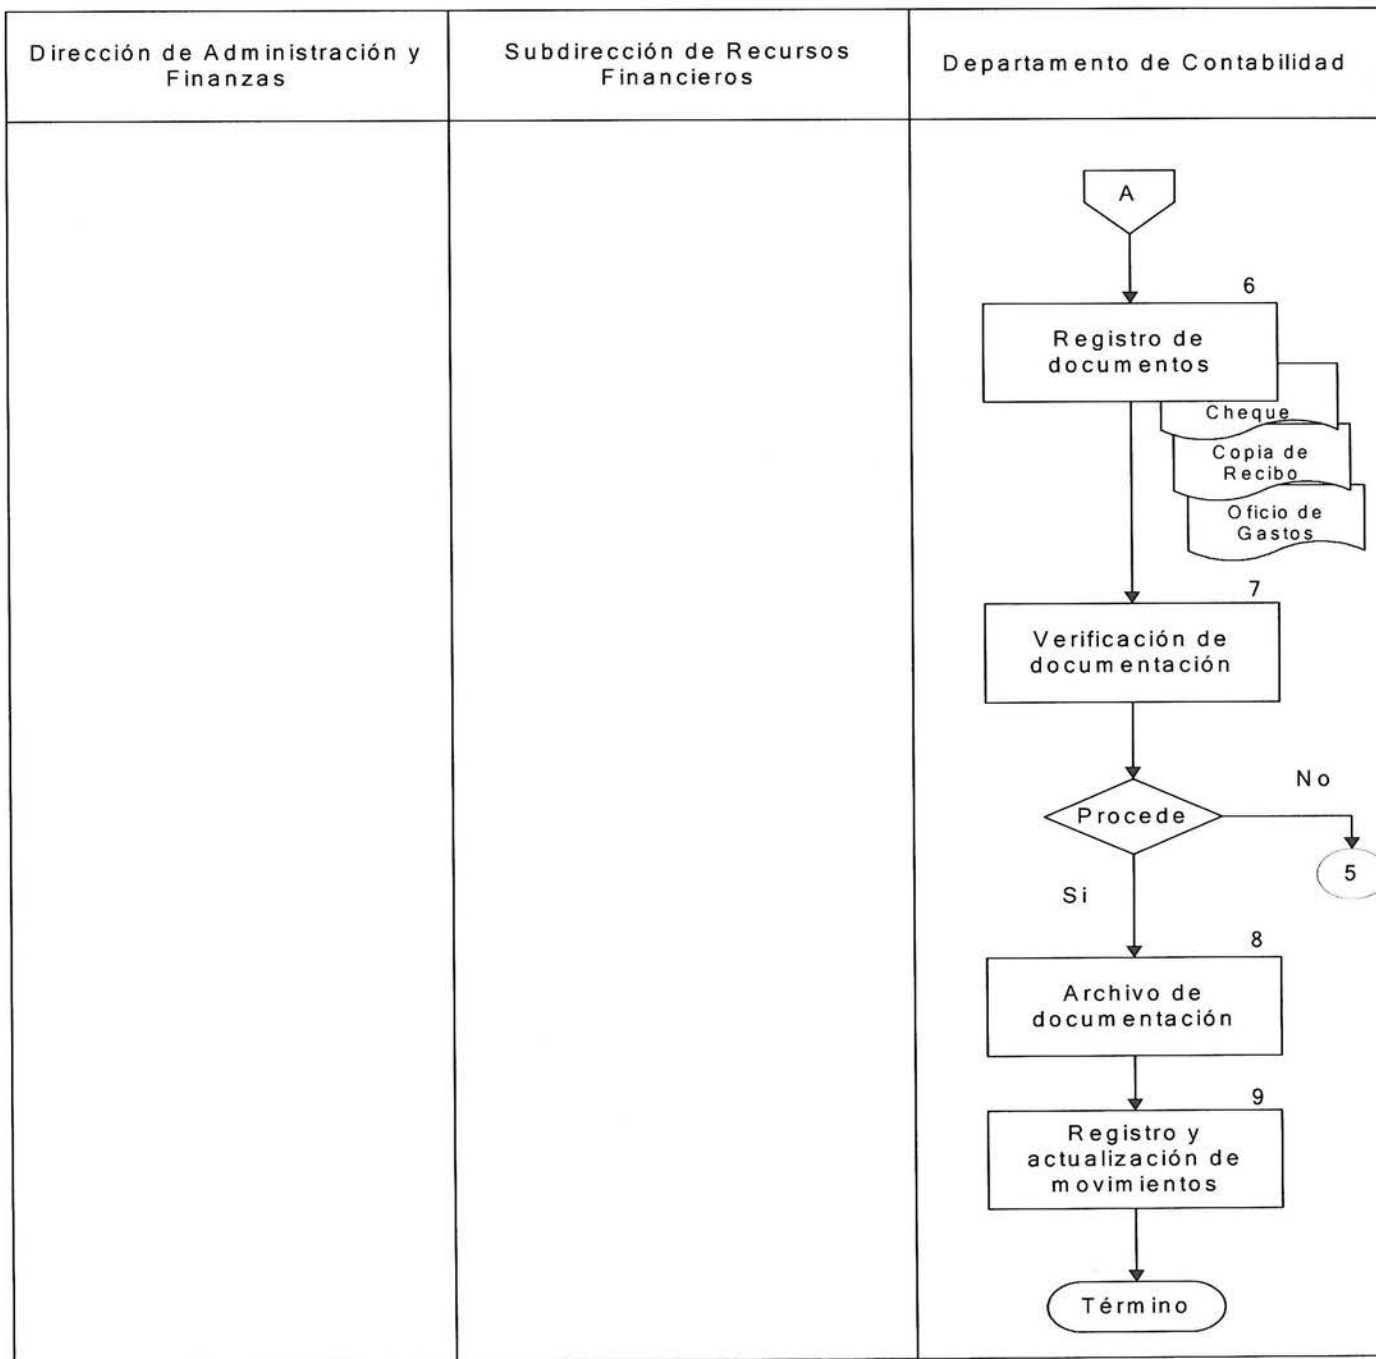 Dirección de Administración y
Finanzas
Subdirección de Recursos
Financieros
Departamento de Contabilidad
A
6
Registro de
documentos
Cheque
Copia de
Recibo
Oficio de
Gastos
7
Verificación de
documentación
Procede
No
5
Si
8
Archivo de
documentación
9
Registro y
actualización de
movimientos
Término